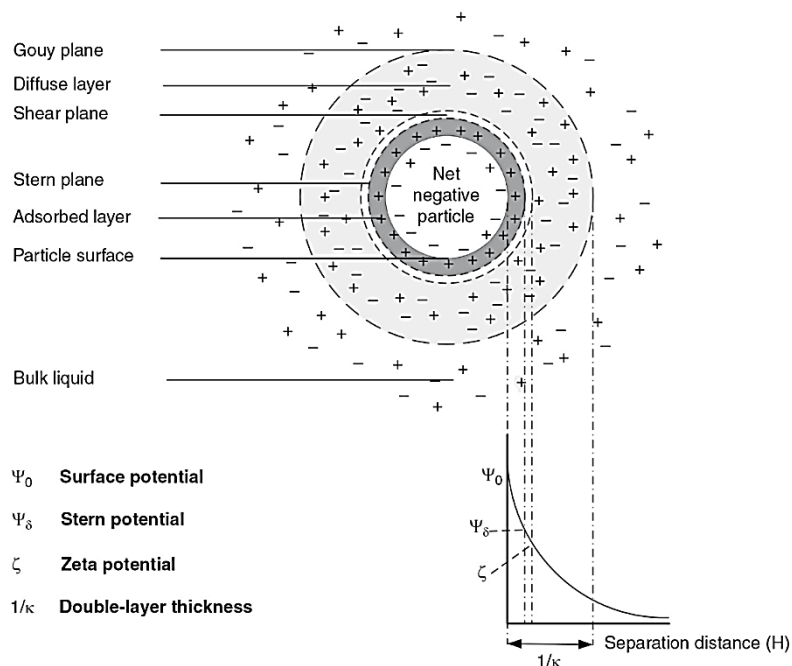 Gouy plane
Diffuse layer
Shear plane
Stern plane
Adsorbed layer
Particle surface
Bulk liquid
Net
negative
particle
Ψ0 Surface potential
Ψδ Stern potential
ζ Zeta potential
1/κ Double-layer thickness
Ψ0
Ψδ
ζ
Separation distance (H)
1/κ